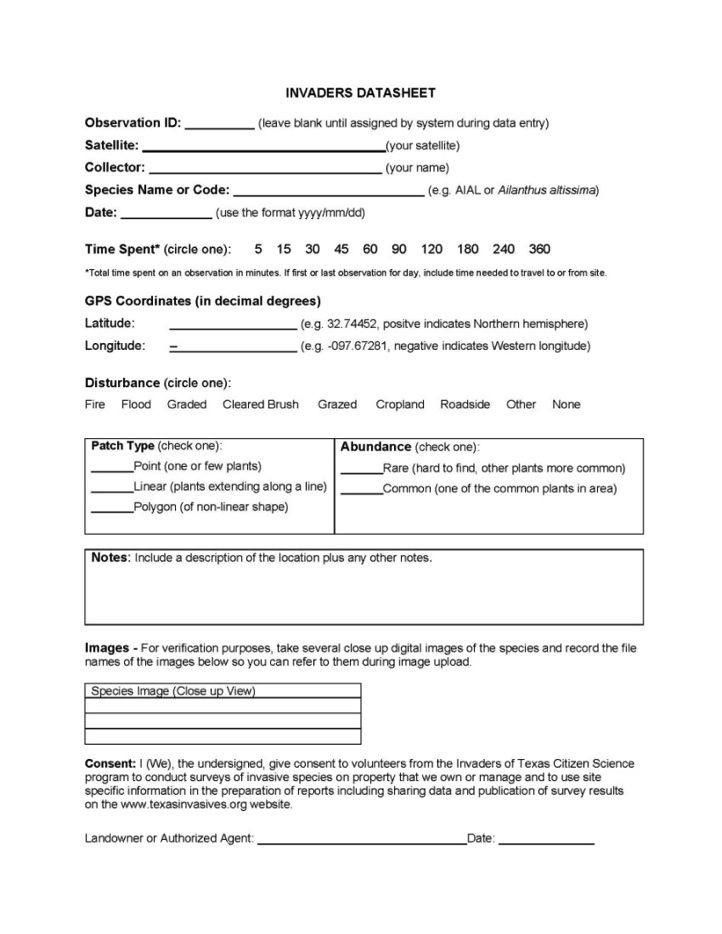 INVADERS DATASHEET
Observation ID: __________ (leave blank until assigned by system during data entry)
Satellite: ___________________________________(your satellite)
Collector: _________________________________ (your name)
Species Name or Code: ___________________________ (e.g. AIAL or Ailanthus altissima)
Date: _____________ (use the format yyyy/mm/dd)
Time Spent* (circle one): 5 15 30 45 60 90 120 180 240 360
*Total time spent on an observation in minutes. If first or last observation for day, include time needed to travel to or from site.
GPS Coordinates (in decimal degrees)
Latitude: ___________________ (e.g. 32.74452, positve indicates Northern hemisphere)
Longitude: –__________________ (e.g. -097.67281, negative indicates Western longitude)
Disturbance (circle one):
Fire Flood Graded Cleared Brush Grazed Cropland Roadside Other None
Patch Type (check one):
______Point (one or few plants)
______Linear (plants extending along a line)
______Polygon (of non-linear shape)
Abundance (check one):
______Rare (hard to find, other plants more common)
______Common (one of the common plants in area)
Notes: Include a description of the location plus any other notes.
Images - For verification purposes, take several close up digital images of the species and record the file
names of the images below so you can refer to them during image upload.
Species Image (Close up View)
Consent: I (We), the undersigned, give consent to volunteers from the Invaders of Texas Citizen Science
program to conduct surveys of invasive species on property that we own or manage and to use site
specific information in the preparation of reports including sharing data and publication of survey results
on the www.texasinvasives.org website.
Landowner or Authorized Agent: ________________________________Date: ______________